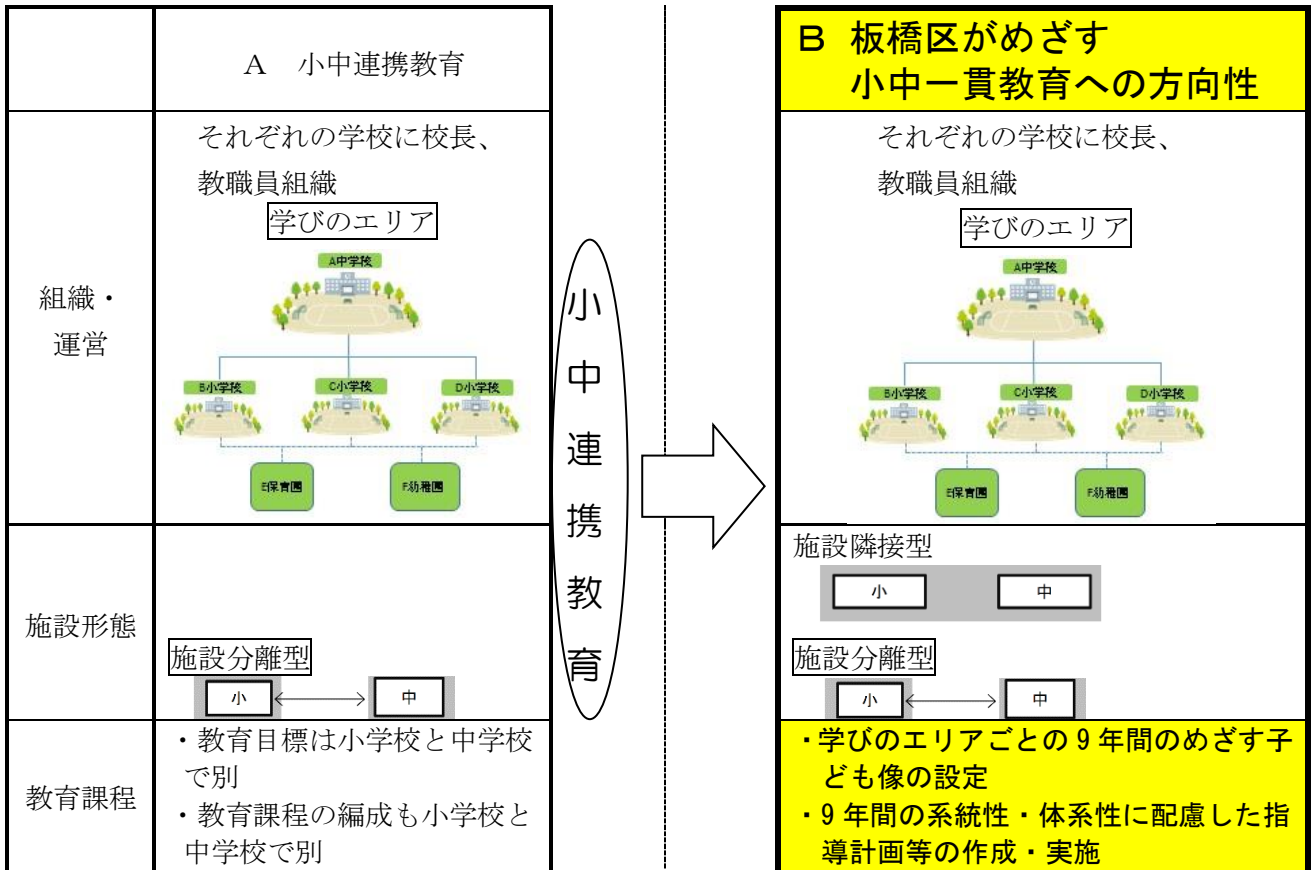 A 小中連携教育
B 板橋区がめざす
小中一貫教育への方向性
組織・
運営
それぞれの学校に校長、
教職員組織
学びのエリア
A中学校
B小学校
C小学校
D小学校
E保育園
F幼稚園
小中連携教育
それぞれの学校に校長、
教職員組織
学びのエリア
A中学校
B小学校
C小学校
D小学校
E保育園
F幼稚園
施設形態
施設分離型
小
中
施設隣接型
小
中
施設分離型
小
中
教育課程
・教育目標は小学校と中学校
で別
・教育課程の編成も小学校と
中学校で別
・学びのエリアごとの9年間のめざす子
ども像の設定
・9年間の系統性・体系性に配慮した指
導計画等の作成・実施